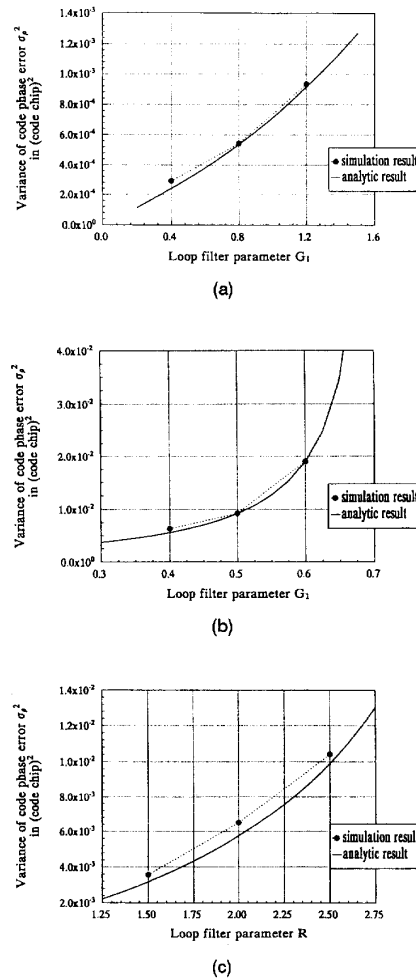 Variance of code phase error σₚ²
in (code chip)²
1.4x10⁻³
1.2x10⁻³
1.0x10⁻³
8.0x10⁻⁴
6.0x10⁻⁴
4.0x10⁻⁴
2.0x10⁻⁴
0.0x10⁰
0.0 0.4 0.8 1.2 1.6
Loop filter parameter G₁
simulation result
analytic result
(a)
Variance of code phase error σₚ²
in (code chip)²
4.0x10⁻²
3.0x10⁻²
2.0x10⁻²
1.0x10⁻²
0.0x10⁰
0.3 0.4 0.5 0.6 0.7
Loop filter parameter G₁
simulation result
analytic result
(b)
Variance of code phase error σₚ²
in (code chip)²
1.4x10⁻²
1.2x10⁻²
1.0x10⁻²
8.0x10⁻³
6.0x10⁻³
4.0x10⁻³
2.0x10⁻³
1.25 1.50 1.75 2.00 2.25 2.50 2.75
Loop filter parameter R
simulation result
analytic result
(c)